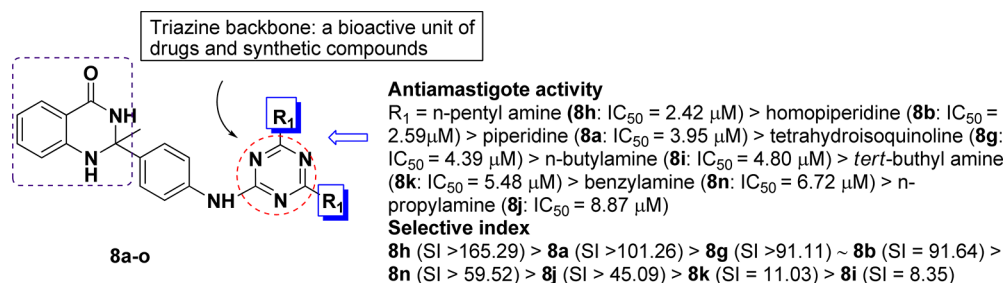 Triazine backbone: a bioactive unit of
drugs and synthetic compounds
O
NH
N
H
NH
N
N
N
R1
R1
8a-o
Antiamastigote activity
R1 = n-pentyl amine (8h: IC50 = 2.42 μM) > homopiperidine (8b: IC50 =
2.59μM) > piperidine (8a: IC50 = 3.95 μM) > tetrahydroisoquinoline (8g:
IC50 = 4.39 μM) > n-butylamine (8i: IC50 = 4.80 μM) > tert-buthyl amine
(8k: IC50 = 5.48 μM) > benzylamine (8n: IC50 = 6.72 μM) > n-
propylamine (8j: IC50 = 8.87 μM)
Selective index
8h (SI >165.29) > 8a (SI >101.26) > 8g (SI >91.11) ~ 8b (SI = 91.64) >
8n (SI > 59.52) > 8j (SI > 45.09) > 8k (SI = 11.03) > 8i (SI = 8.35)